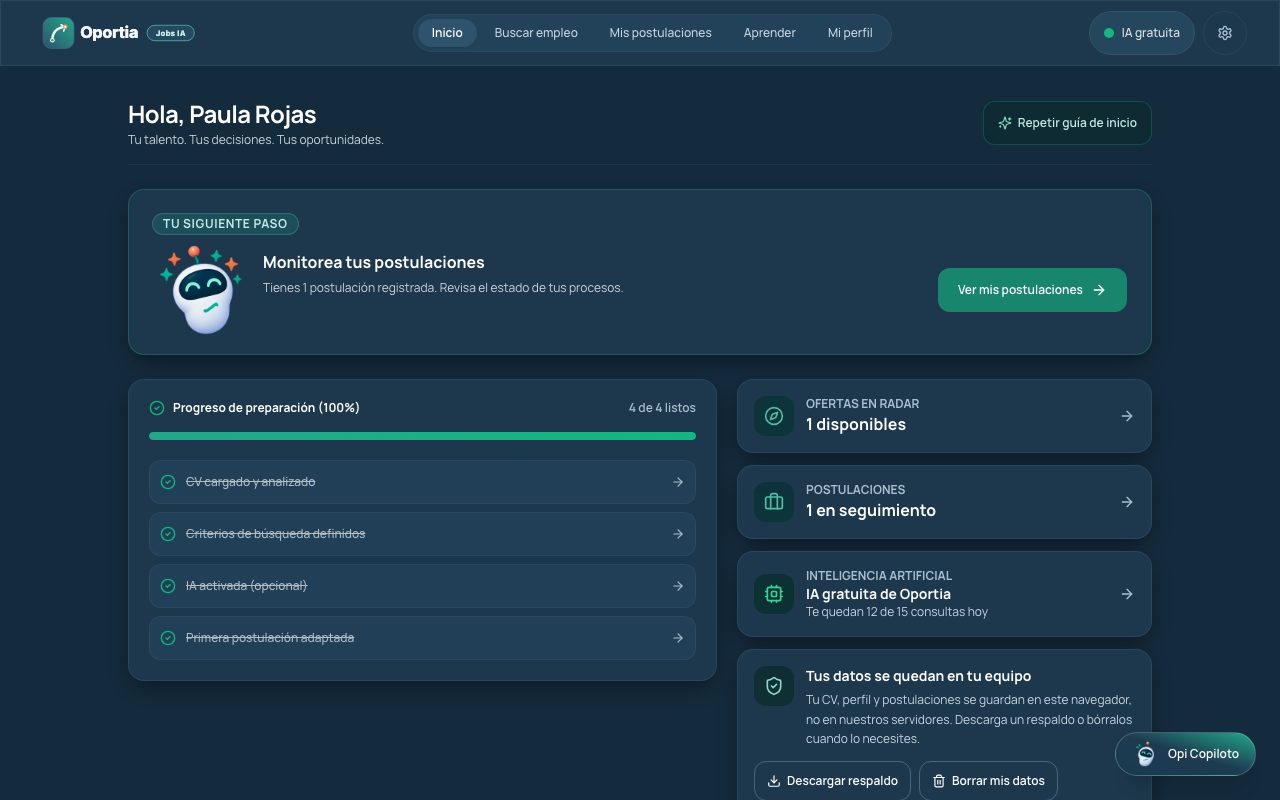 Oportia
Jobs IA
Inicio
Buscar empleo
Mis postulaciones
Aprender
Mi perfil
IA gratuita
Hola, Paula Rojas
Tu talento. Tus decisiones. Tus oportunidades.
Repetir guía de inicio
TU SIGUIENTE PASO
Monitorea tus postulaciones
Tienes 1 postulación registrada. Revisa el estado de tus procesos.
Ver mis postulaciones
Progreso de preparación (100%)
4 de 4 listos
CV cargado y analizado
Criterios de búsqueda definidos
IA activada (opcional)
Primera postulación adaptada
OFERTAS EN RADAR
1 disponibles
POSTULACIONES
1 en seguimiento
INTELIGENCIA ARTIFICIAL
IA gratuita de Oportia
Te quedan 12 de 15 consultas hoy
Tus datos se quedan en tu equipo
Tu CV, perfil y postulaciones se guardan en este navegador,
no en nuestros servidores. Descarga un respaldo o bórralos
cuando lo necesites.
Descargar respaldo
Borrar mis datos
Opi Copiloto